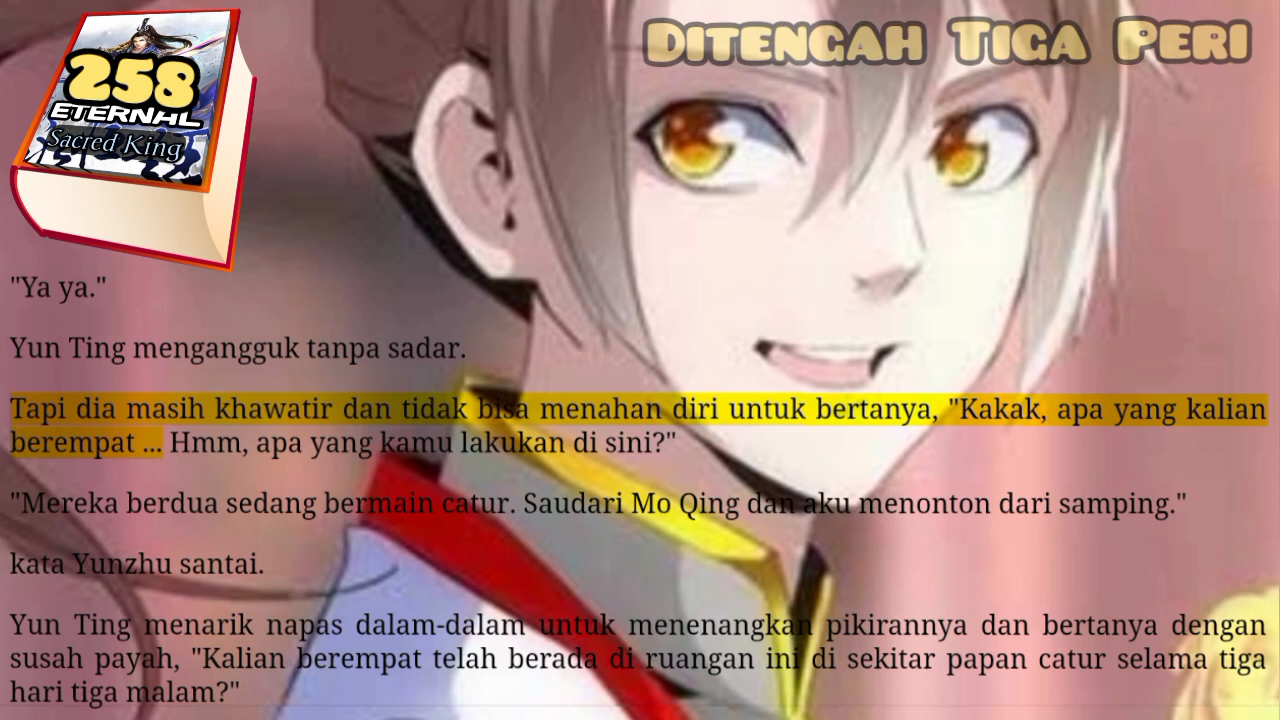 Ditengah Tiga Peri
258
ETERNAL
Sacred King
"Ya ya."
Yun Ting mengangguk tanpa sadar.
Tapi dia masih khawatir dan tidak bisa menahan diri untuk bertanya, "Kakak, apa yang kalian
berempat ... Hmm, apa yang kamu lakukan di sini?"
"Mereka berdua sedang bermain catur. Saudari Mo Qing dan aku menonton dari samping."
kata Yunzhu santai.
Yun Ting menarik napas dalam-dalam untuk menenangkan pikirannya dan bertanya dengan
susah payah, "Kalian berempat telah berada di ruangan ini di sekitar papan catur selama tiga
hari tiga malam?"